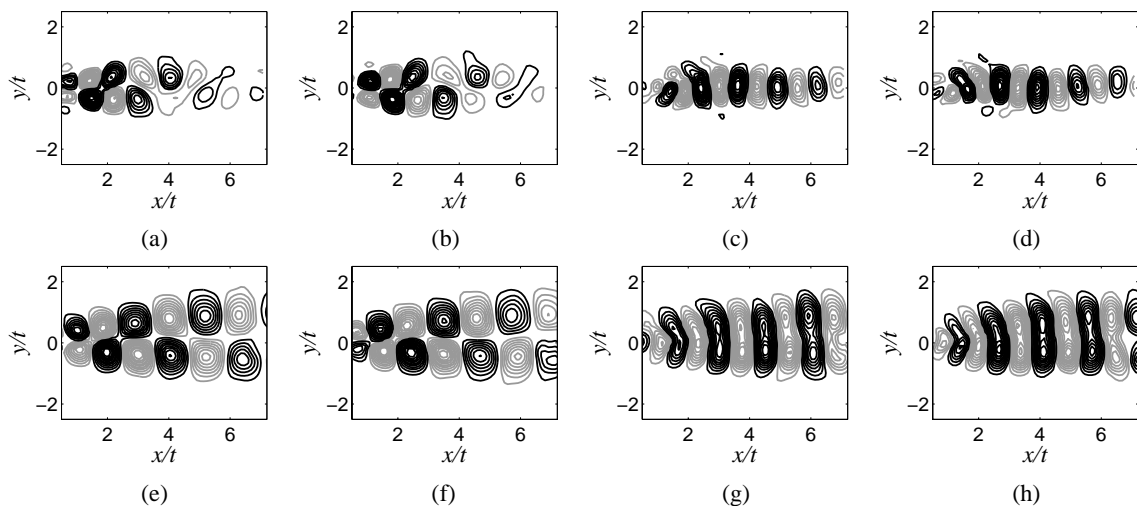 2 2 2 2
0 0 0 0
−2 −2 −2 −2
y/t y/t y/t y/t
2 4 6 2 4 6 2 4 6 2 4 6
x/t x/t x/t x/t
(a) (b) (c) (d)
2 2 2 2
0 0 0 0
−2 −2 −2 −2
y/t y/t y/t y/t
2 4 6 2 4 6 2 4 6 2 4 6
x/t x/t x/t x/t
(e) (f) (g) (h)